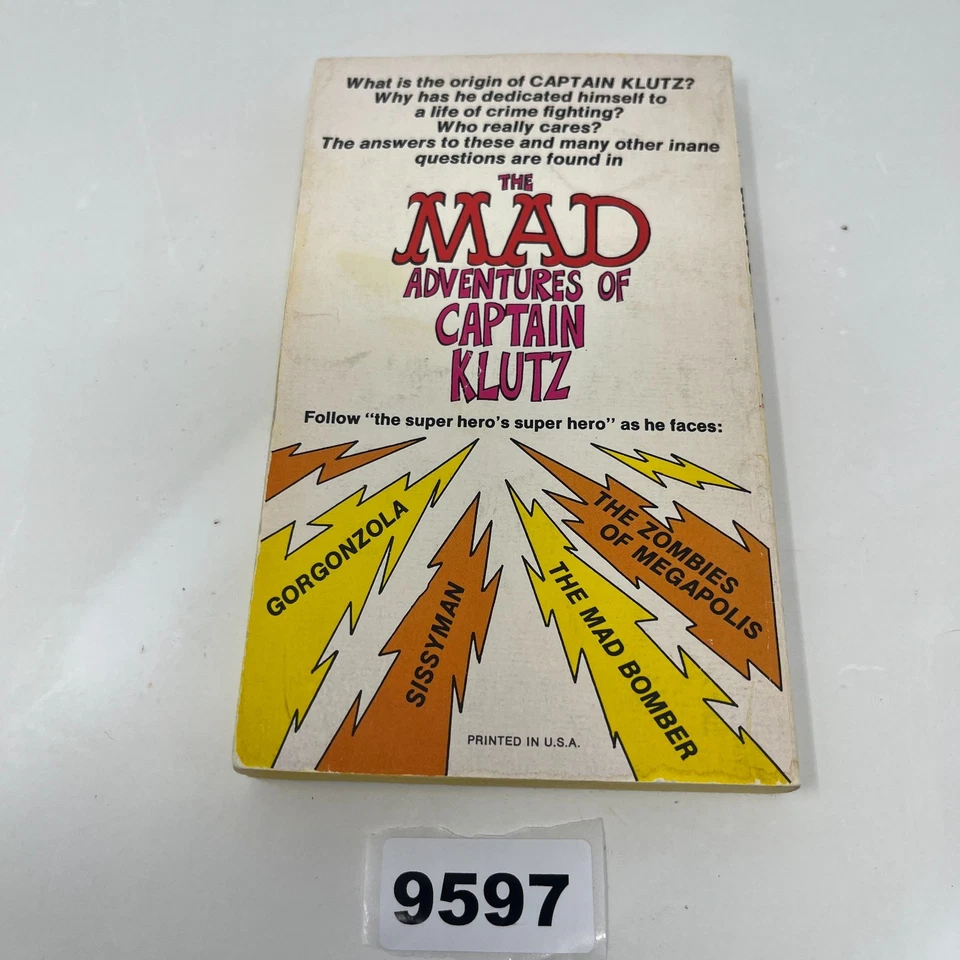 What is the origin of CAPTAIN KLUTZ?
Why has he dedicated himself to
a life of crime fighting?
Who really cares?
The answers to these and many other inane
questions are found in
THE
MAD
ADVENTURES OF
CAPTAIN
KLUTZ
Follow "the super hero's super hero" as he faces:
GORGONZOLA
SISSYMAN
THE MAD BOMBER
THE ZOMBIES
OF MEGAPOLIS
PRINTED IN U.S.A.
9597